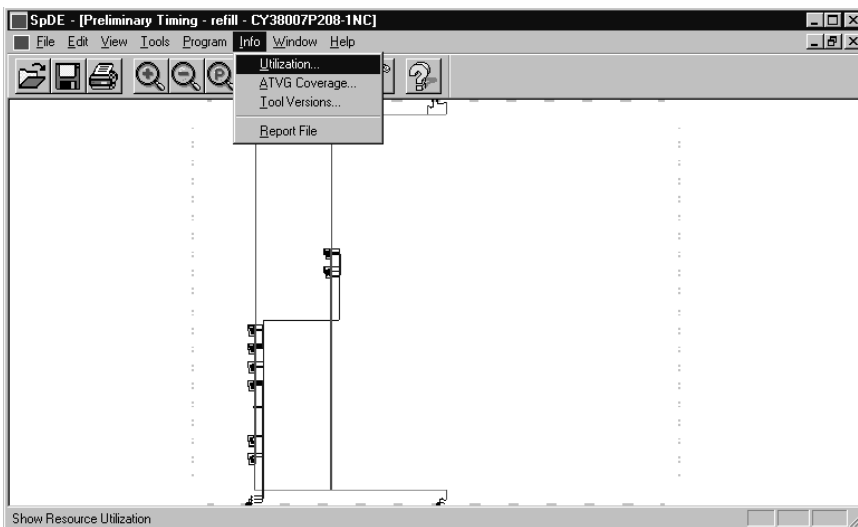 SpDE - [Preliminary Timing - refill - CY38007P208-1NC]
File Edit View Tools Program Info Window Help
P
?
Utilization...
ATVG Coverage...
Tool Versions...
Report File
Show Resource Utilization